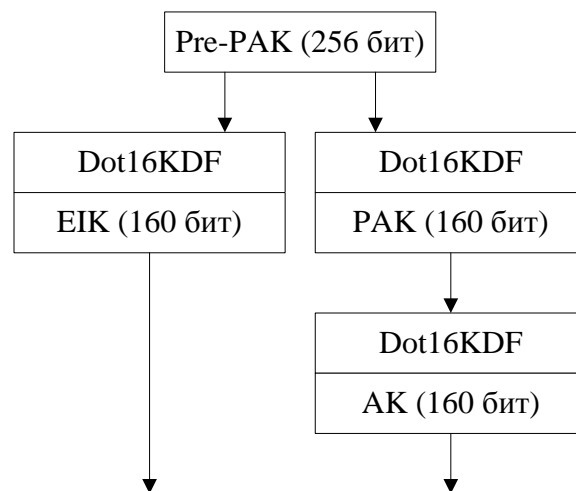 Pre-PAK (256 бит)
Dot16KDF
EIK (160 бит)
Dot16KDF
PAK (160 бит)
Dot16KDF
AK (160 бит)